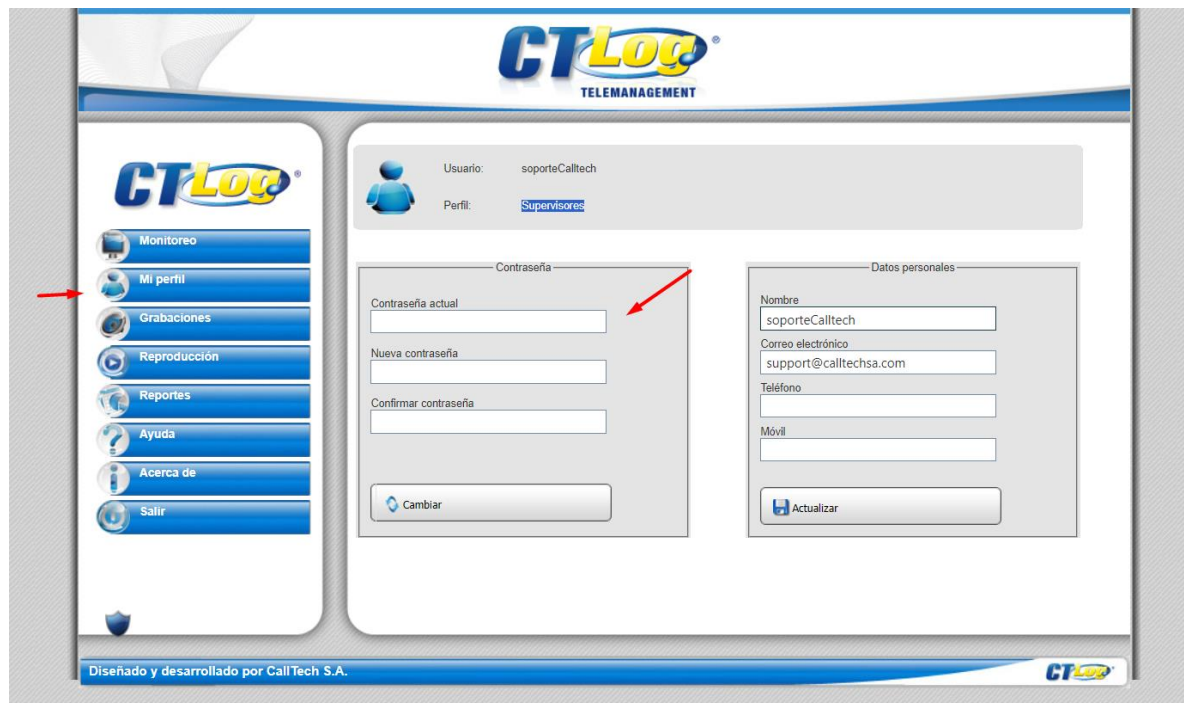 CTLog®
TELEMANAGEMENT
CTLog®
Monitoreo
Mi perfil
Grabaciones
Reproducción
Reportes
Ayuda
Acerca de
Salir
Usuario: soporteCalltech
Perfil: Supervisores
Contraseña
Contraseña actual
Nueva contraseña
Confirmar contraseña
Cambiar
Datos personales
Nombre
soporteCalltech
Correo electrónico
support@calltechsa.com
Teléfono
Móvil
Actualizar
Diseñado y desarrollado por CallTech S.A.
CTLog